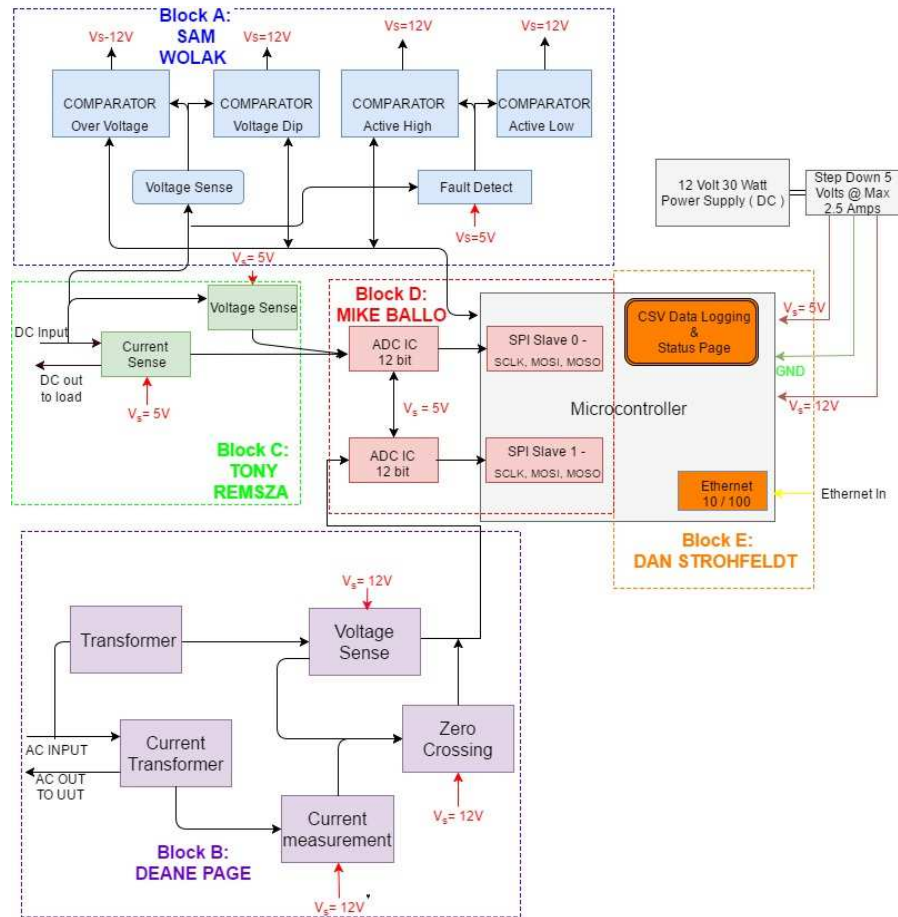 Block A:
SAM
WOLAK
Vs-12V
Vs=12V
Vs=12V
Vs=12V
COMPARATOR
Over Voltage
COMPARATOR
Voltage Dip
COMPARATOR
Active High
COMPARATOR
Active Low
Voltage Sense
Fault Detect
Vs=5V
12 Volt 30 Watt
Power Supply ( DC )
Step Down 5
Volts @ Max
2.5 Amps
Vs= 5V
Voltage Sense
DC Input
Current
Sense
DC out
to load
Vs= 5V
Block C:
TONY
REMSZA
Block D:
MIKE BALLO
ADC IC
12 bit
Vs = 5V
ADC IC
12 bit
SPI Slave 0 -
SCLK, MOSI, MOSO
SPI Slave 1 -
SCLK, MOSI, MOSO
Microcontroller
CSV Data Logging
&
Status Page
Vs= 5V
GND
Vs= 12V
Ethernet
10 / 100
Ethernet In
Block E:
DAN STROHFELDT
Vs= 12V
Transformer
Voltage
Sense
AC INPUT
Current
Transformer
AC OUT
TO UUT
Zero
Crossing
Vs= 12V
Current
measurement
Vs= 12V
Block B:
DEANE PAGE